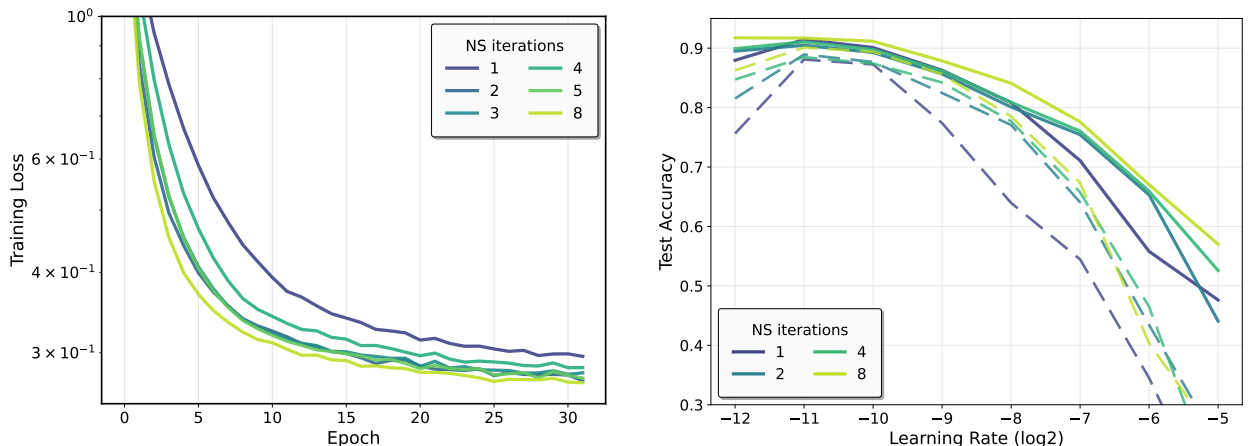 10⁰
6 × 10⁻¹
4 × 10⁻¹
3 × 10⁻¹
Training Loss
NS iterations
1 4
2 5
3 8
0 5 10 15 20 25 30
Epoch
0.9
0.8
0.7
0.6
0.5
0.4
0.3
Test Accuracy
NS iterations
1 4
2 8
−12 −11 −10 −9 −8 −7 −6 −5
Learning Rate (log2)